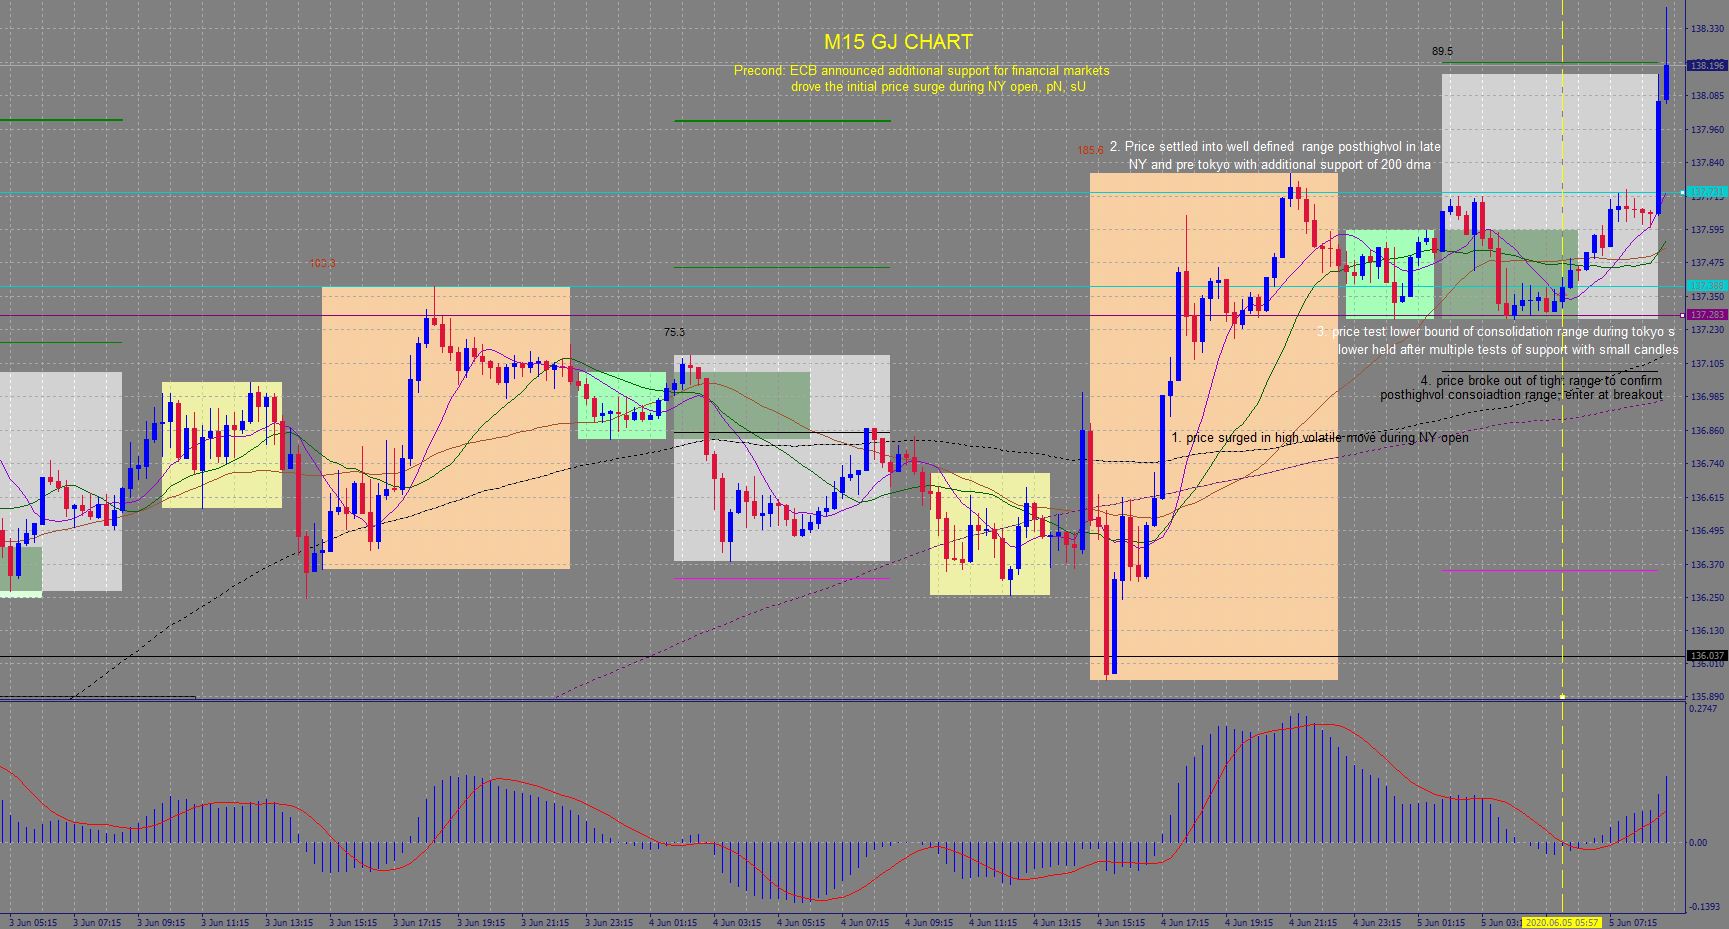 M15 GJ CHART
Precond: ECB announced additional support for financial markets
drove the initial price surge during NY open, pN, sU
89.5
185.6
2. Price settled into well defined range posthighvol in late
NY and pre tokyo with additional support of 200 dma
103.3
75.3
3. price test lower bound of consolidation range during tokyo s
lower held after multiple tests of support with small candles
4. price broke out of tight range to confirm
posthighvol consoiadtion range; enter at breakout
1. price surged in high volatile move during NY open
138.330
138.196
138.085
137.960
137.840
137.731
137.715
137.595
137.475
137.350
137.283
137.230
137.105
136.985
136.860
136.740
136.615
136.495
136.370
136.250
136.130
136.037
136.010
135.890
0.2747
0.00
-0.1393
3 Jun 05:15
3 Jun 07:15
3 Jun 09:15
3 Jun 11:15
3 Jun 13:15
3 Jun 15:15
3 Jun 17:15
3 Jun 19:15
3 Jun 21:15
3 Jun 23:15
4 Jun 01:15
4 Jun 03:15
4 Jun 05:15
4 Jun 07:15
4 Jun 09:15
4 Jun 11:15
4 Jun 13:15
4 Jun 15:15
4 Jun 17:15
4 Jun 19:15
4 Jun 21:15
4 Jun 23:15
5 Jun 01:15
5 Jun 03:1
2020.06.05 05:57
5 Jun 07:15